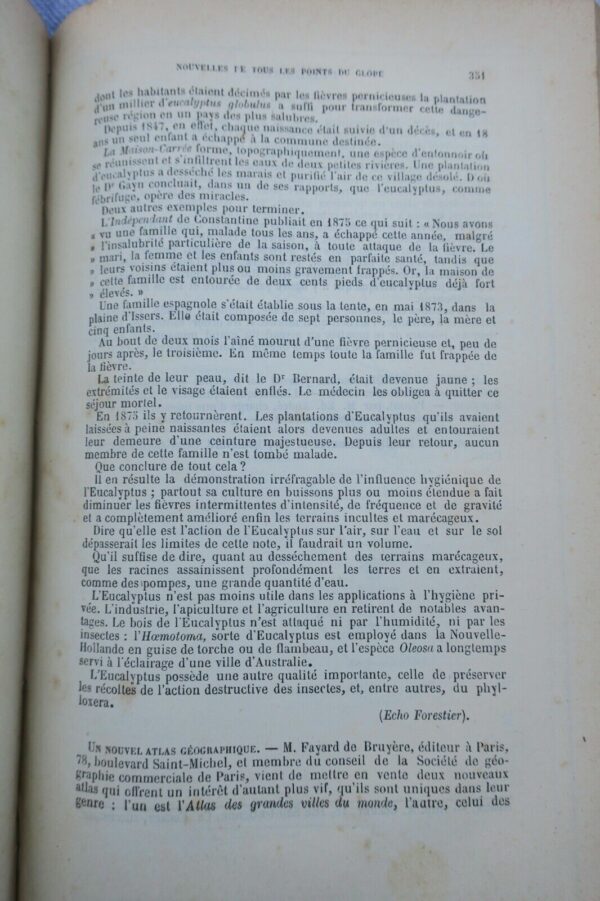 NOUVELLES DE TOUS LES POINTS DU GLOBE 351
dont les habitants étaient décimés par les fièvres pernicieuses la plantation
d'un millier d'eucalyptus globulus a suffi pour transformer cette dange-
reuse région en un pays des plus salubres.
Depuis 1847, en effet, chaque naissance était suivie d'un décès, et en 18
ans un seul enfant a échappé à la commune destinée.
La Maison-Carrée forme, topographiquement, une espèce d'entonnoir où
se réunissent et s'infiltrent les eaux de deux petites rivières. Une plantation
d'eucalyptus a desséché les marais et purifié l'air de ce village désolé. D'où
le Dr Gayn concluait, dans un de ses rapports, que l'eucalyptus, comme
fébrifuge, opère des miracles.
Deux autres exemples pour terminer.
L'Indépendant de Constantine publiait en 1875 ce qui suit : « Nous avons
» vu une famille qui, malade tous les ans, a échappé cette année, malgré
» l'insalubrité particulière de la saison, à toute attaque de la fièvre. Le
» mari, la femme et les enfants sont restés en parfaite santé, tandis que
» leurs voisins étaient plus ou moins gravement frappés. Or, la maison de
» cette famille est entourée de deux cents pieds d'eucalyptus déjà fort
» élevés. »
Une famille espagnole s'était établie sous la tente, en mai 1873, dans la
plaine d'Issers. Elle était composée de sept personnes, le père, la mère et
cinq enfants.
Au bout de deux mois l'aîné mourut d'une fièvre pernicieuse et, peu de
jours après, le troisième. En même temps toute la famille fut frappée de
la fièvre.
La teinte de leur peau, dit le Dr Bernard, était devenue jaune ; les
extrémités et le visage étaient enflés. Le médecin les obligea à quitter ce
séjour mortel.
En 1875 ils y retournèrent. Les plantations d'Eucalyptus qu'ils avaient
laissées à peine naissantes étaient alors devenues adultes et entouraient
leur demeure d'une ceinture majestueuse. Depuis leur retour, aucun
membre de cette famille n'est tombé malade.
Que conclure de tout cela ?
Il en résulte la démonstration irréfragable de l'influence hygiénique de
l'Eucalyptus ; partout sa culture en buissons plus ou moins étendue a fait
diminuer les fièvres intermittentes d'intensité, de fréquence et de gravité
et a complètement amélioré enfin les terrains incultes et marécageux.
Dire qu'elle est l'action de l'Eucalyptus sur l'air, sur l'eau et sur le sol
dépasserait les limites de cette note, il faudrait un volume.
Qu'il suffise de dire, quant au desséchement des terrains marécageux,
que les racines assainissent profondément les terres et en extraient,
comme des pompes, une grande quantité d'eau.
L'Eucalyptus n'est pas moins utile dans les applications à l'hygiène pri-
vée. L'industrie, l'apiculture et l'agriculture en retirent de notables avan-
tages. Le bois de l'Eucalyptus n'est attaqué ni par l'humidité, ni par les
insectes : l'Hœmotoma, sorte d'Eucalyptus est employé dans la Nouvelle-
Hollande en guise de torche ou de flambeau, et l'espèce Oleosa a longtemps
servi à l'éclairage d'une ville d'Australie.
L'Eucalyptus possède une autre qualité importante, celle de préserver
les récoltes de l'action destructive des insectes, et, entre autres, du phyl-
loxera.
(Echo Forestier).
UN NOUVEL ATLAS GÉOGRAPHIQUE. — M. Fayard de Bruyère, éditeur à Paris,
78, boulevard Saint-Michel, et membre du conseil de la Société de géo-
graphie commerciale de Paris, vient de mettre en vente deux nouveaux
atlas qui offrent un intérêt d'autant plus vif, qu'ils sont uniques dans leur
genre : l'un est l'Atlas des grandes villes du monde, l'autre, celui des